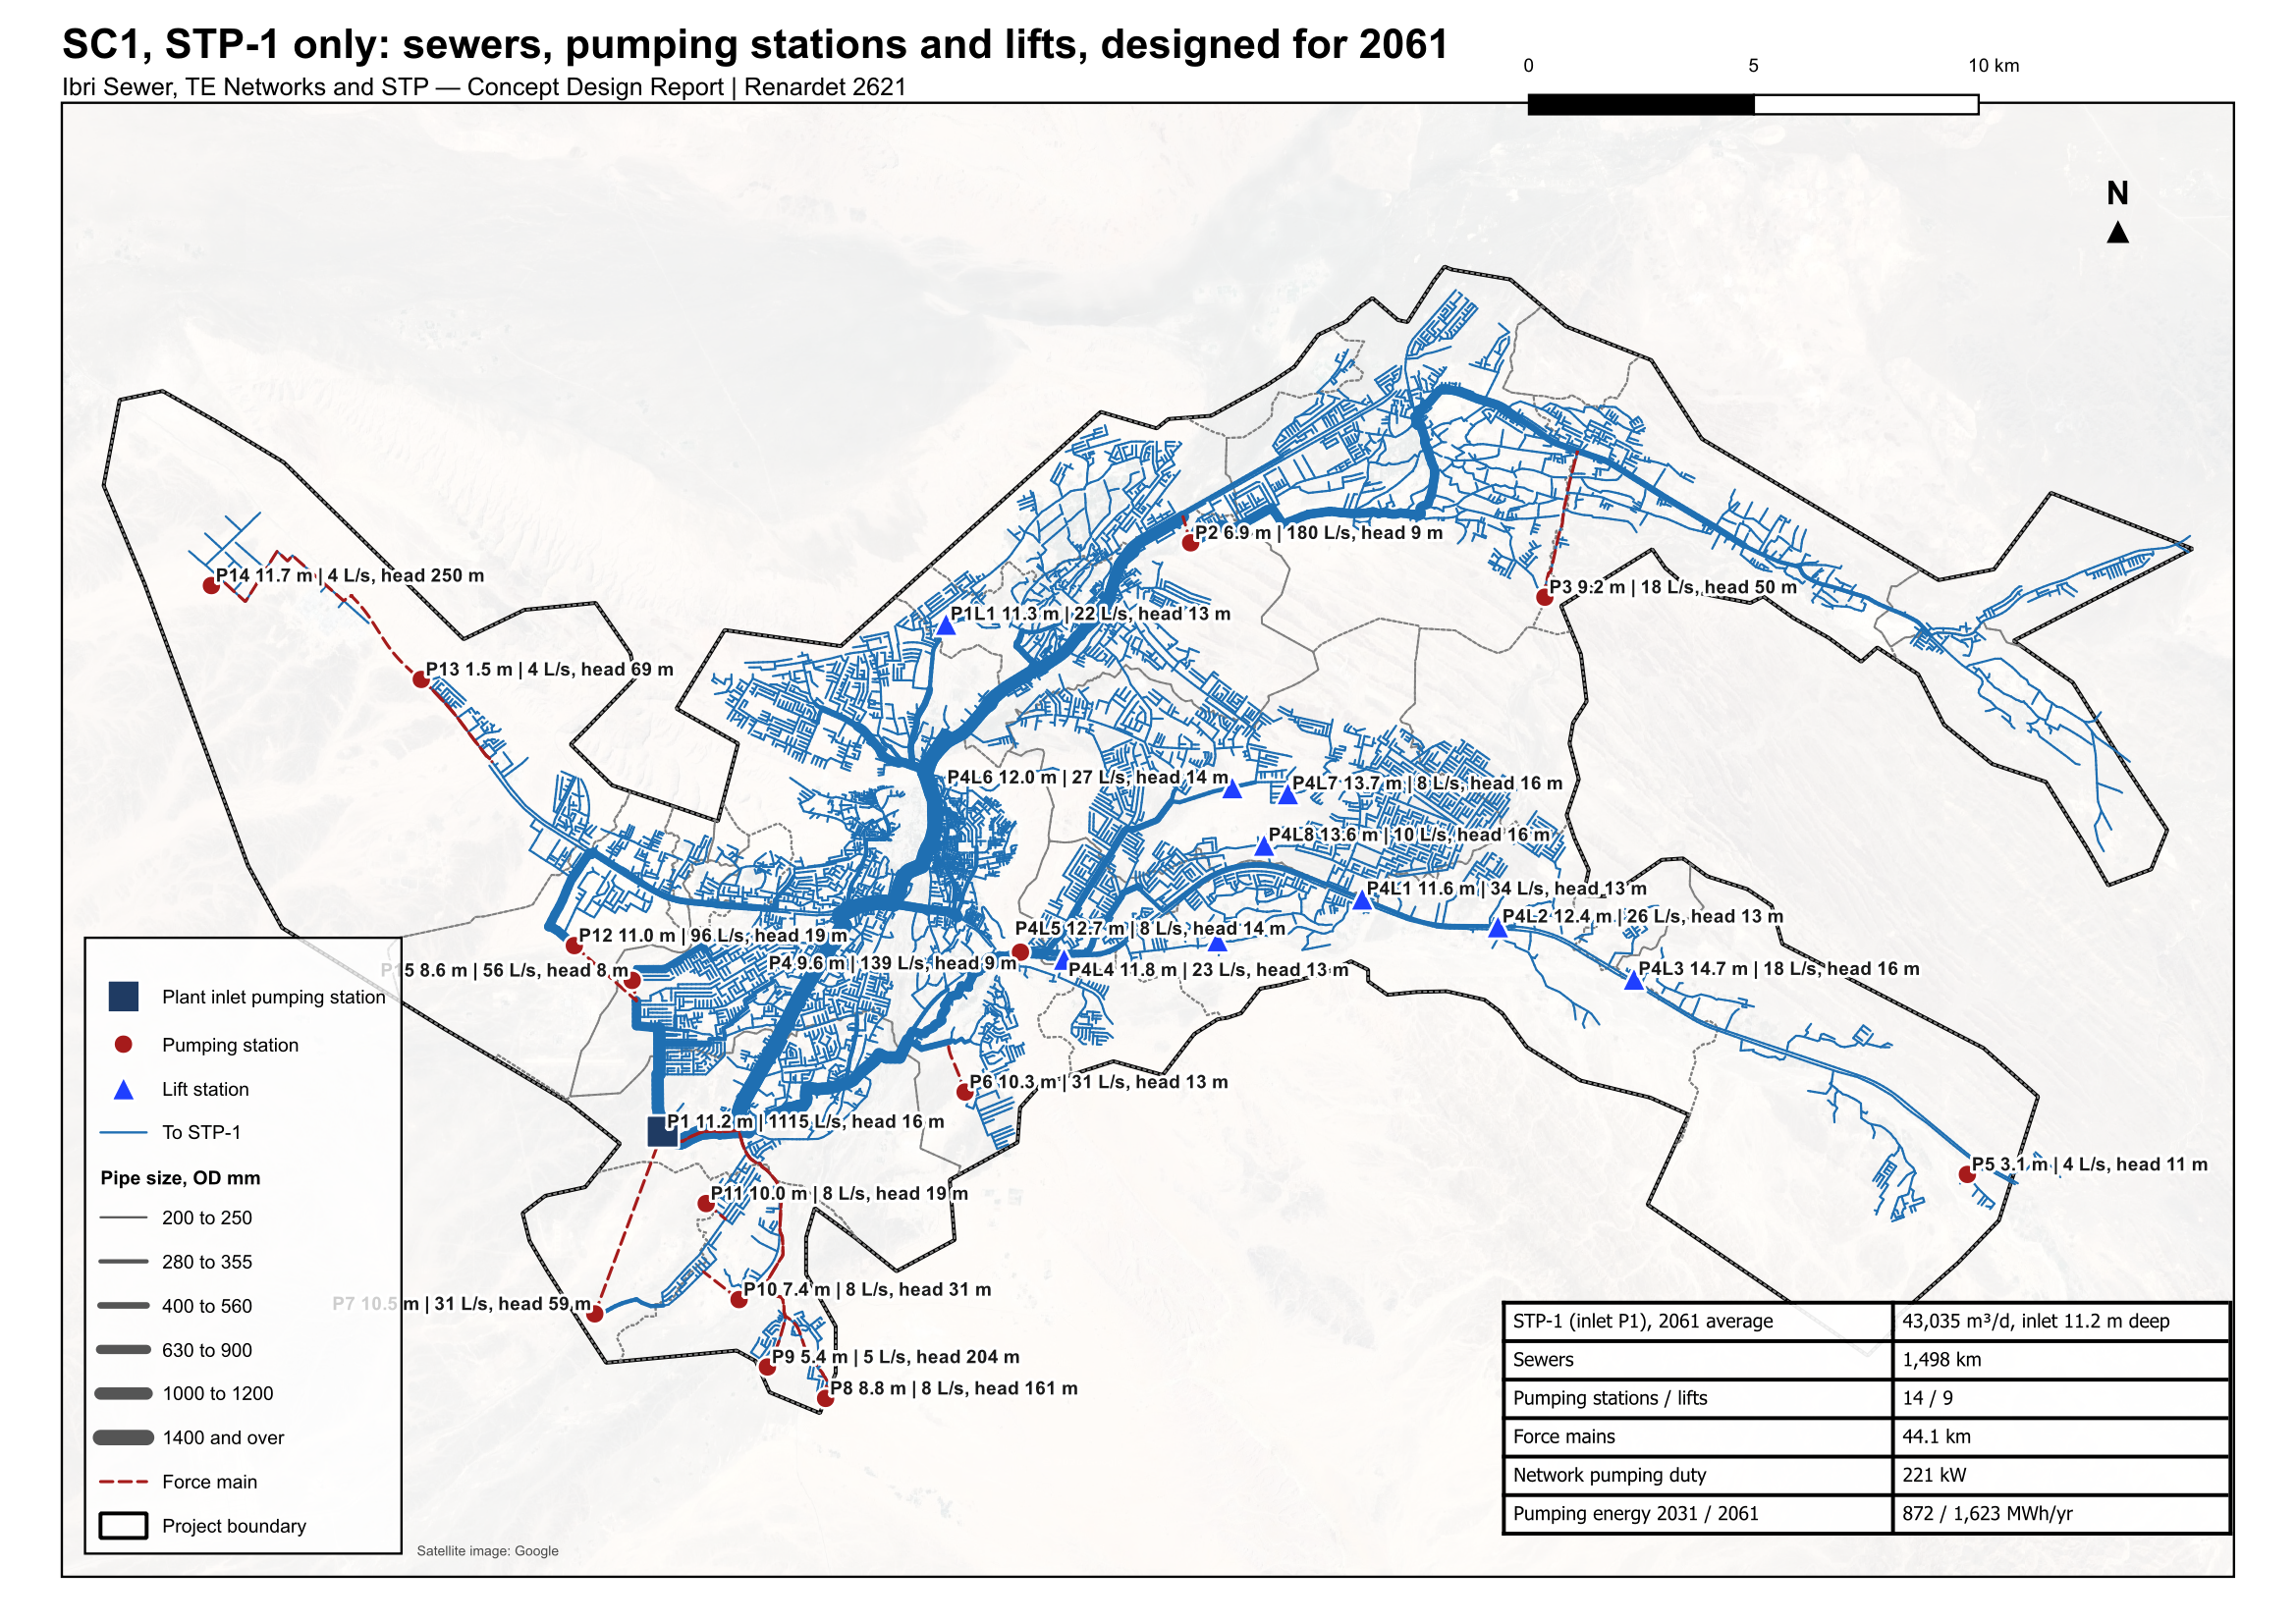 SC1, STP-1 only: sewers, pumping stations and lifts, designed for 2061
Ibri Sewer, TE Networks and STP — Concept Design Report | Renardet 2621
0 5 10 km
N
P2 6.9 m | 180 L/s, head 9 m
P14 11.7 m | 4 L/s, head 250 m
P3 9.2 m | 18 L/s, head 50 m
P1L1 11.3 m | 22 L/s, head 13 m
P13 1.5 m | 4 L/s, head 69 m
P4L6 12.0 m | 27 L/s, head 14 m
P4L7 13.7 m | 8 L/s, head 16 m
P4L8 13.6 m | 10 L/s, head 16 m
P4L1 11.6 m | 34 L/s, head 13 m
P4L2 12.4 m | 26 L/s, head 13 m
P4L5 12.7 m | 8 L/s, head 14 m
P12 11.0 m | 96 L/s, head 19 m
P4 9.6 m | 139 L/s, head 9 m
P15 8.6 m | 56 L/s, head 8 m
P4L4 11.8 m | 23 L/s, head 13 m
P4L3 14.7 m | 18 L/s, head 16 m
P6 10.3 m | 31 L/s, head 13 m
P1 11.2 m | 1115 L/s, head 16 m
P5 3.1 m | 4 L/s, head 11 m
P11 10.0 m | 8 L/s, head 19 m
P10 7.4 m | 8 L/s, head 31 m
P7 10.5 m | 31 L/s, head 59 m
P9 5.4 m | 5 L/s, head 204 m
P8 8.8 m | 8 L/s, head 161 m
Plant inlet pumping station
Pumping station
Lift station
To STP-1
Pipe size, OD mm
200 to 250
280 to 355
400 to 560
630 to 900
1000 to 1200
1400 and over
Force main
Project boundary
Satellite image: Google
STP-1 (inlet P1), 2061 average 43,035 m³/d, inlet 11.2 m deep
Sewers 1,498 km
Pumping stations / lifts 14 / 9
Force mains 44.1 km
Network pumping duty 221 kW
Pumping energy 2031 / 2061 872 / 1,623 MWh/yr